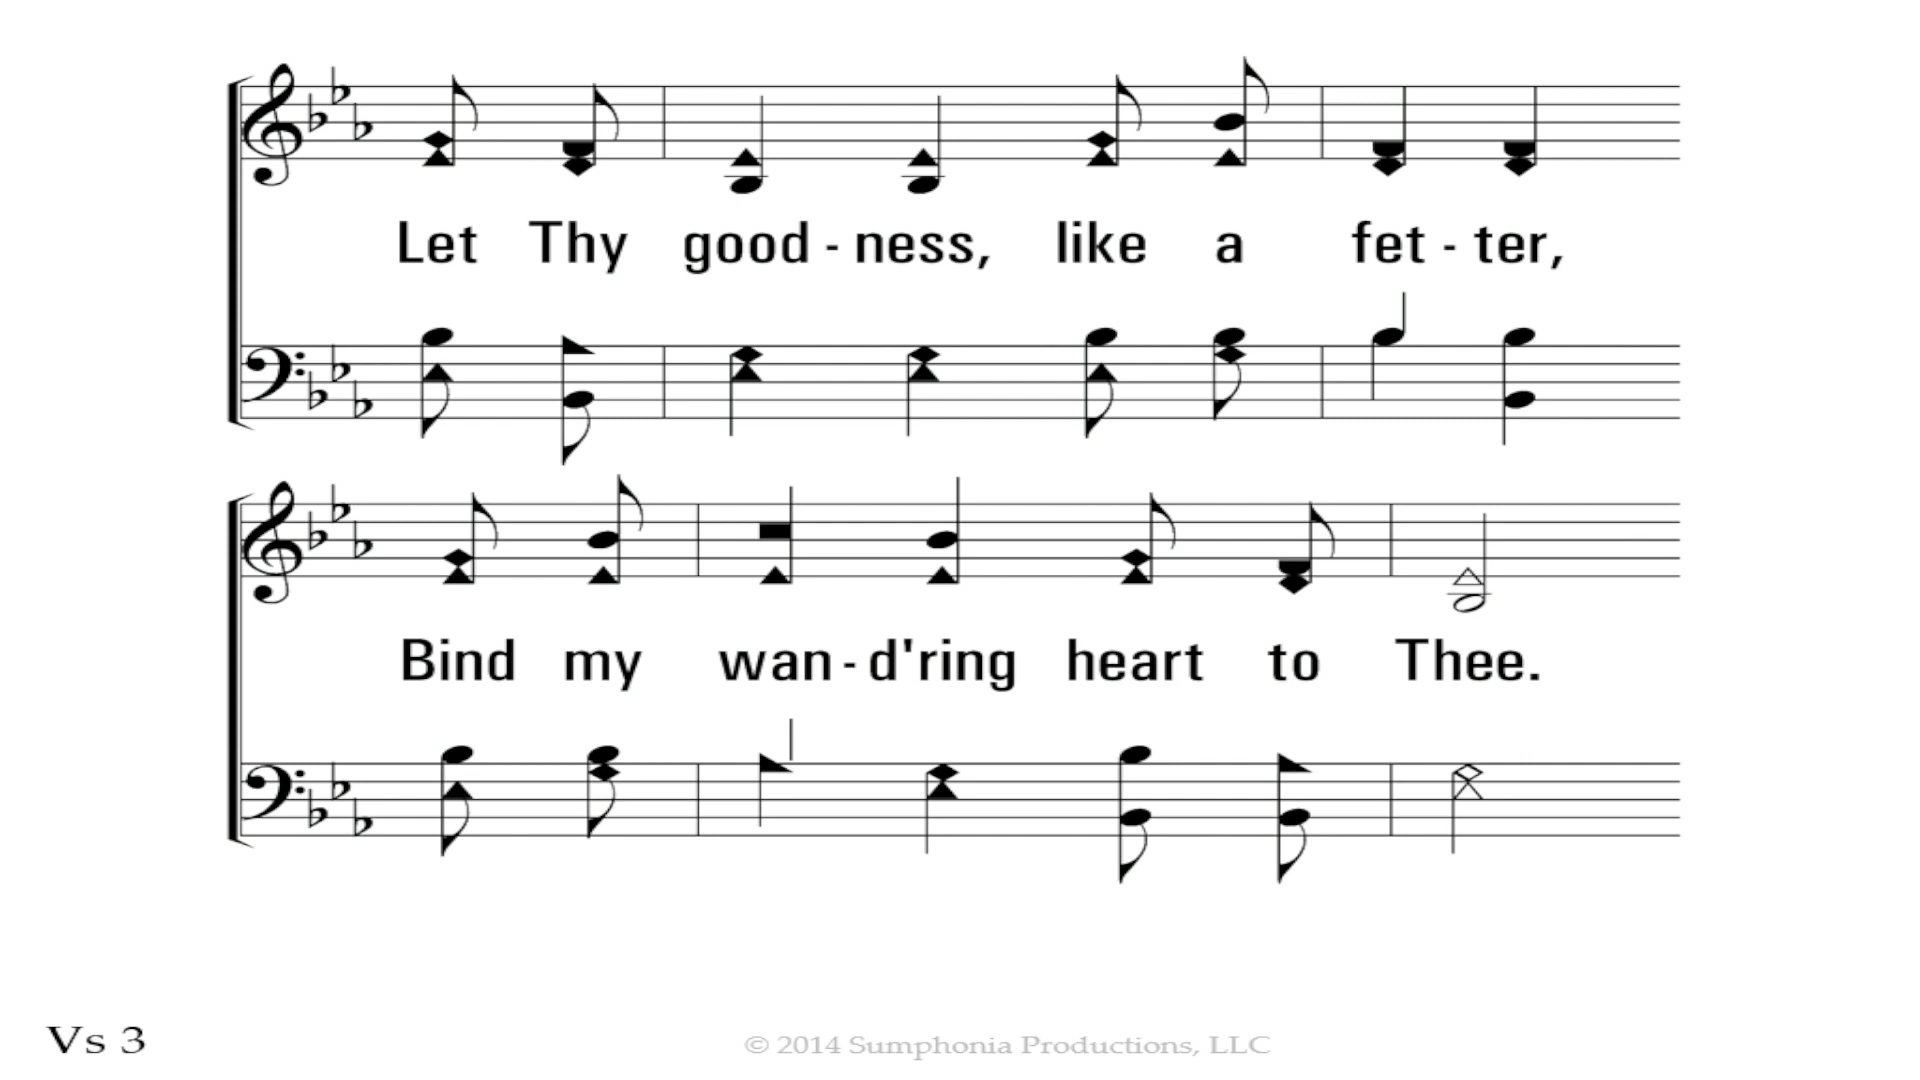 Let Thy good - ness, like a fet - ter,
Bind my wan - d'ring heart to Thee.
Vs 3
© 2014 Sumphonia Productions, LLC